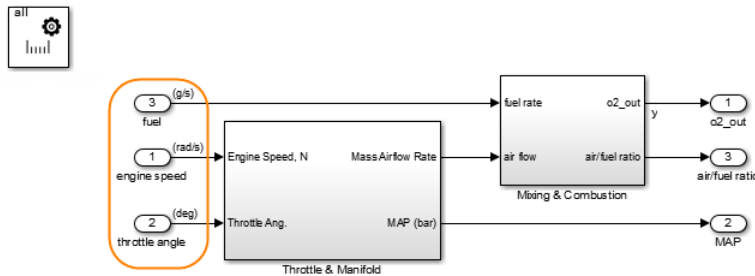 all
3
(g/s)
fuel
1
(rad/s)
engine speed
2
(deg)
throttle angle
Engine Speed, N
Mass Airflow Rate
Throttle Ang.
MAP (bar)
Throttle & Manifold
fuel rate
o2_out
air flow
air/fuel ratio
Mixing & Combustion
y
1
o2_out
3
air/fuel ratio
2
MAP